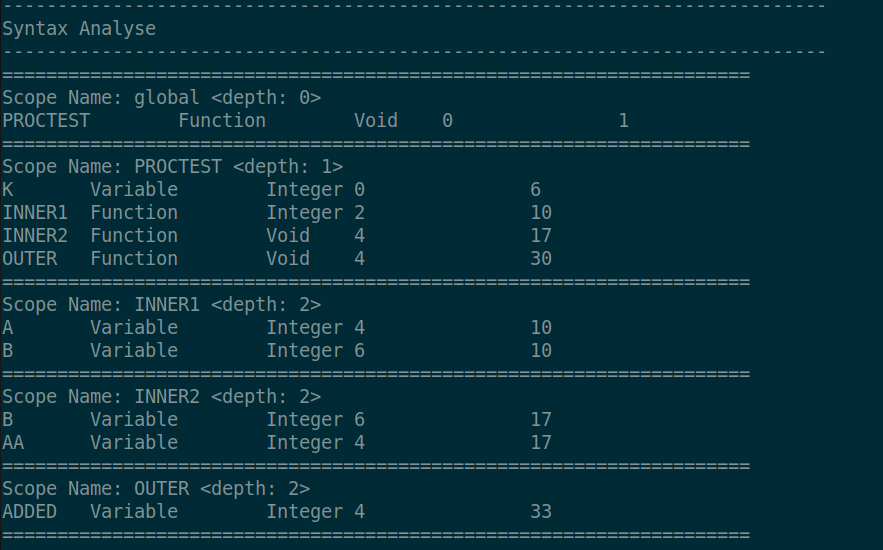 ---------------------------------------------------------------------------
Syntax Analyse
---------------------------------------------------------------------------
====================================================================
Scope Name: global <depth: 0>
PROCTEST        Function        Void    0               1
====================================================================
Scope Name: PROCTEST <depth: 1>
K       Variable        Integer 0               6
INNER1  Function        Integer 2               10
INNER2  Function        Void    4               17
OUTER   Function        Void    4               30
====================================================================
Scope Name: INNER1 <depth: 2>
A       Variable        Integer 4               10
B       Variable        Integer 6               10
====================================================================
Scope Name: INNER2 <depth: 2>
B       Variable        Integer 6               17
AA      Variable        Integer 4               17
====================================================================
Scope Name: OUTER <depth: 2>
ADDED   Variable        Integer 4               33
====================================================================